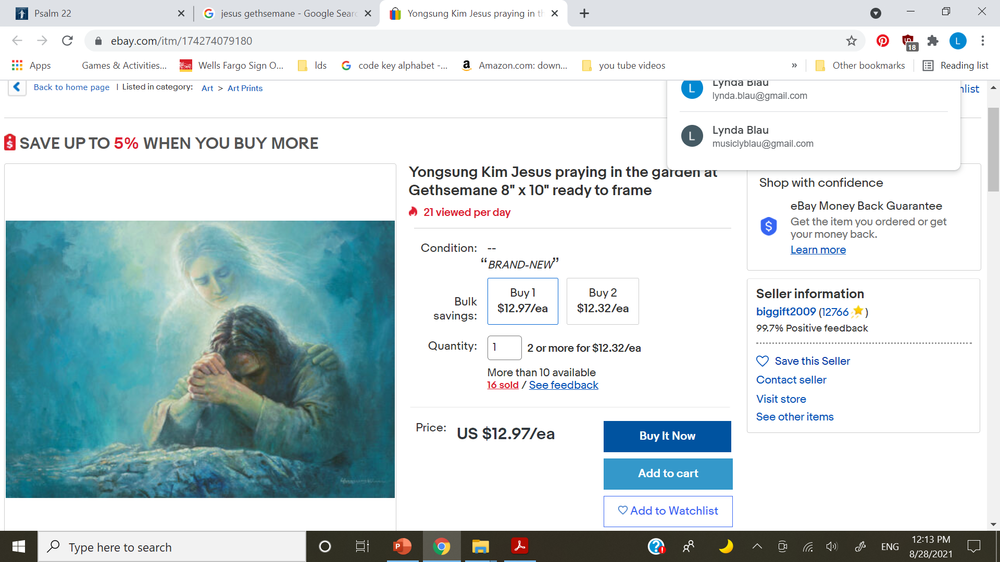 Psalm 22
jesus gethsemane - Google Searc
Yongsung Kim Jesus praying in th
ebay.com/itm/174274079180
18
L
Apps
Games & Activities...
Wells Fargo Sign O...
lds
code key alphabet -...
Amazon.com: down...
you tube videos
»
Other bookmarks
Reading list
Back to home page | Listed in category: Art > Art Prints
hlist
L
Lynda Blau
lynda.blau@gmail.com
L
Lynda Blau
musiclyblau@gmail.com
SAVE UP TO 5% WHEN YOU BUY MORE
Yongsung Kim Jesus praying in the garden at
Gethsemane 8" x 10" ready to frame
21 viewed per day
Condition: --
“BRAND-NEW”
Bulk
savings:
Buy 1
$12.97/ea
Buy 2
$12.32/ea
Quantity: 1 2 or more for $12.32/ea
More than 10 available
16 sold / See feedback
Price: US $12.97/ea
Buy It Now
Add to cart
Add to Watchlist
Shop with confidence
eBay Money Back Guarantee
Get the item you ordered or get
your money back.
Learn more
Seller information
biggift2009 (12766)
99.7% Positive feedback
Save this Seller
Contact seller
Visit store
See other items
Type here to search
ENG
12:13 PM
8/28/2021